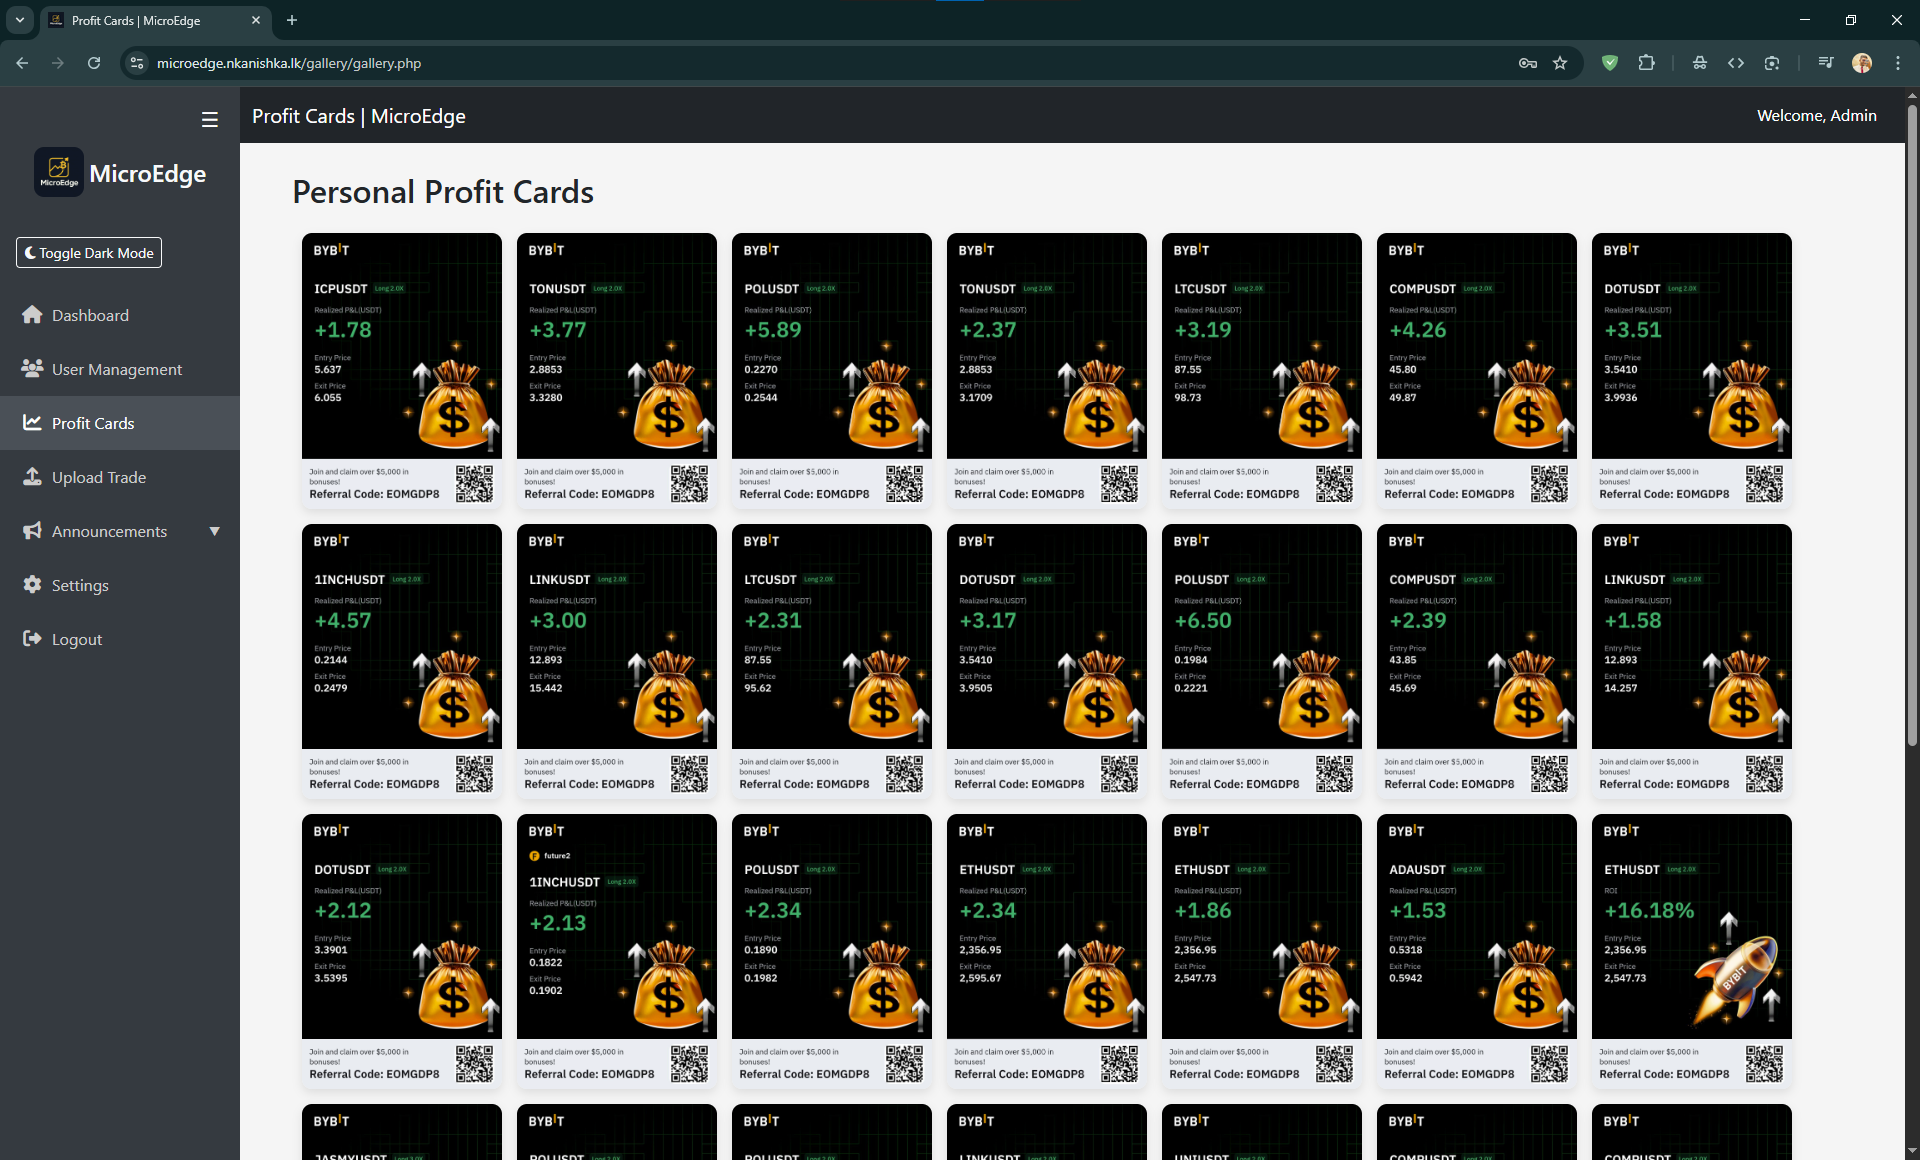 Profit Cards | MicroEdge
microedge.nkanishka.lk/gallery/gallery.php
MicroEdge
MicroEdge
Toggle Dark Mode
Dashboard
User Management
Profit Cards
Upload Trade
Announcements
Settings
Logout
Profit Cards | MicroEdge
Welcome, Admin
Personal Profit Cards
BYBIT
ICPUSDT Long 2.0X
Realized P&L(USDT)
+1.78
Entry Price
5.637
Exit Price
6.055
Join and claim over $5,000 in
bonuses!
Referral Code: EOMGDP8
BYBIT
TONUSDT Long 2.0X
Realized P&L(USDT)
+3.77
Entry Price
2.8853
Exit Price
3.3280
Join and claim over $5,000 in
bonuses!
Referral Code: EOMGDP8
BYBIT
POLUSDT Long 2.0X
Realized P&L(USDT)
+5.89
Entry Price
0.2270
Exit Price
0.2544
Join and claim over $5,000 in
bonuses!
Referral Code: EOMGDP8
BYBIT
TONUSDT Long 2.0X
Realized P&L(USDT)
+2.37
Entry Price
2.8853
Exit Price
3.1709
Join and claim over $5,000 in
bonuses!
Referral Code: EOMGDP8
BYBIT
LTCUSDT Long 2.0X
Realized P&L(USDT)
+3.19
Entry Price
87.55
Exit Price
98.73
Join and claim over $5,000 in
bonuses!
Referral Code: EOMGDP8
BYBIT
COMPUSDT Long 2.0X
Realized P&L(USDT)
+4.26
Entry Price
45.80
Exit Price
49.87
Join and claim over $5,000 in
bonuses!
Referral Code: EOMGDP8
BYBIT
DOTUSDT Long 2.0X
Realized P&L(USDT)
+3.51
Entry Price
3.5410
Exit Price
3.9936
Join and claim over $5,000 in
bonuses!
Referral Code: EOMGDP8
BYBIT
1INCHUSDT Long 2.0X
Realized P&L(USDT)
+4.57
Entry Price
0.2144
Exit Price
0.2479
Join and claim over $5,000 in
bonuses!
Referral Code: EOMGDP8
BYBIT
LINKUSDT Long 2.0X
Realized P&L(USDT)
+3.00
Entry Price
12.893
Exit Price
15.442
Join and claim over $5,000 in
bonuses!
Referral Code: EOMGDP8
BYBIT
LTCUSDT Long 2.0X
Realized P&L(USDT)
+2.31
Entry Price
87.55
Exit Price
95.62
Join and claim over $5,000 in
bonuses!
Referral Code: EOMGDP8
BYBIT
DOTUSDT Long 2.0X
Realized P&L(USDT)
+3.17
Entry Price
3.5410
Exit Price
3.9505
Join and claim over $5,000 in
bonuses!
Referral Code: EOMGDP8
BYBIT
POLUSDT Long 2.0X
Realized P&L(USDT)
+6.50
Entry Price
0.1984
Exit Price
0.2221
Join and claim over $5,000 in
bonuses!
Referral Code: EOMGDP8
BYBIT
COMPUSDT Long 2.0X
Realized P&L(USDT)
+2.39
Entry Price
43.85
Exit Price
45.69
Join and claim over $5,000 in
bonuses!
Referral Code: EOMGDP8
BYBIT
LINKUSDT Long 2.0X
Realized P&L(USDT)
+1.58
Entry Price
12.893
Exit Price
14.257
Join and claim over $5,000 in
bonuses!
Referral Code: EOMGDP8
BYBIT
DOTUSDT Long 2.0X
Realized P&L(USDT)
+2.12
Entry Price
3.3901
Exit Price
3.5395
Join and claim over $5,000 in
bonuses!
Referral Code: EOMGDP8
BYBIT
F future2
1INCHUSDT Long 2.0X
Realized P&L(USDT)
+2.13
Entry Price
0.1822
Exit Price
0.1902
Join and claim over $5,000 in
bonuses!
Referral Code: EOMGDP8
BYBIT
POLUSDT Long 2.0X
Realized P&L(USDT)
+2.34
Entry Price
0.1890
Exit Price
0.1982
Join and claim over $5,000 in
bonuses!
Referral Code: EOMGDP8
BYBIT
ETHUSDT Long 2.0X
Realized P&L(USDT)
+2.34
Entry Price
2,356.95
Exit Price
2,595.67
Join and claim over $5,000 in
bonuses!
Referral Code: EOMGDP8
BYBIT
ETHUSDT Long 2.0X
Realized P&L(USDT)
+1.86
Entry Price
2,356.95
Exit Price
2,547.73
Join and claim over $5,000 in
bonuses!
Referral Code: EOMGDP8
BYBIT
ADAUSDT Long 2.0X
Realized P&L(USDT)
+1.53
Entry Price
0.5318
Exit Price
0.5942
Join and claim over $5,000 in
bonuses!
Referral Code: EOMGDP8
BYBIT
ETHUSDT Long 2.0X
ROI
+16.18%
Entry Price
2,356.95
Exit Price
2,547.73
BYBIT
Join and claim over $5,000 in
bonuses!
Referral Code: EOMGDP8
BYBIT
JASMYUSDT
BYBIT
POLUSDT
BYBIT
POLUSDT
BYBIT
LINKUSDT
BYBIT
UNIUSDT
BYBIT
COMPUSDT
BYBIT
COMPUSDT